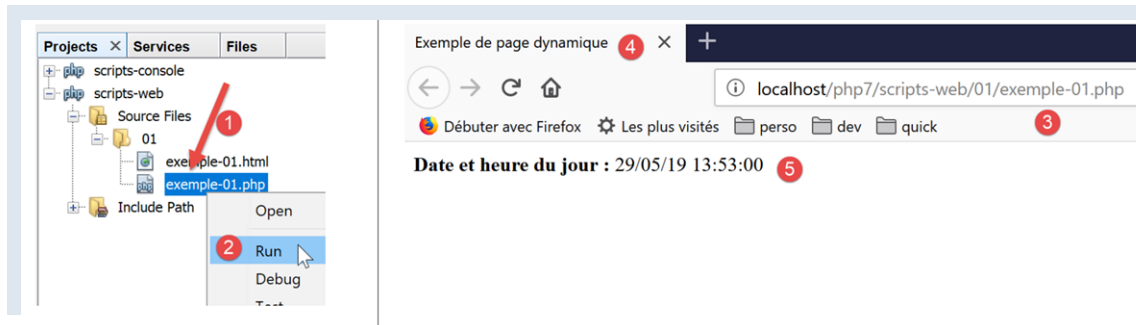 Projects × Services Files
php scripts-console
php scripts-web
Source Files
1
01
exemple-01.html
php exemple-01.php
Include Path
Open
2 Run
Debug
Exemple de page dynamique 4 × +
localhost/php7/scripts-web/01/exemple-01.php
Débuter avec Firefox Les plus visités perso dev quick 3
Date et heure du jour : 29/05/19 13:53:00 5